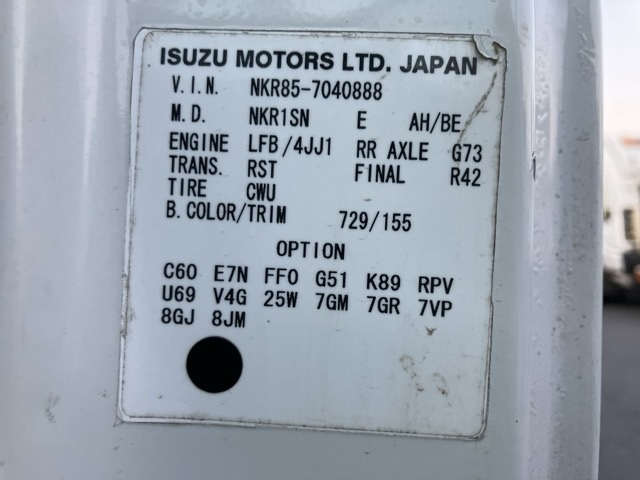 ISUZU MOTORS LTD. JAPAN
V.I.N. NKR85-7040888
M.D. NKR1SN E AH/BE
ENGINE LFB/4JJ1 RR AXLE G73
TRANS. RST FINAL R42
TIRE CWU
B.COLOR/TRIM 729/155
OPTION
C60 E7N FF0 G51 K89 RPV
U69 V4G 25W 7GM 7GR 7VP
8GJ 8JM